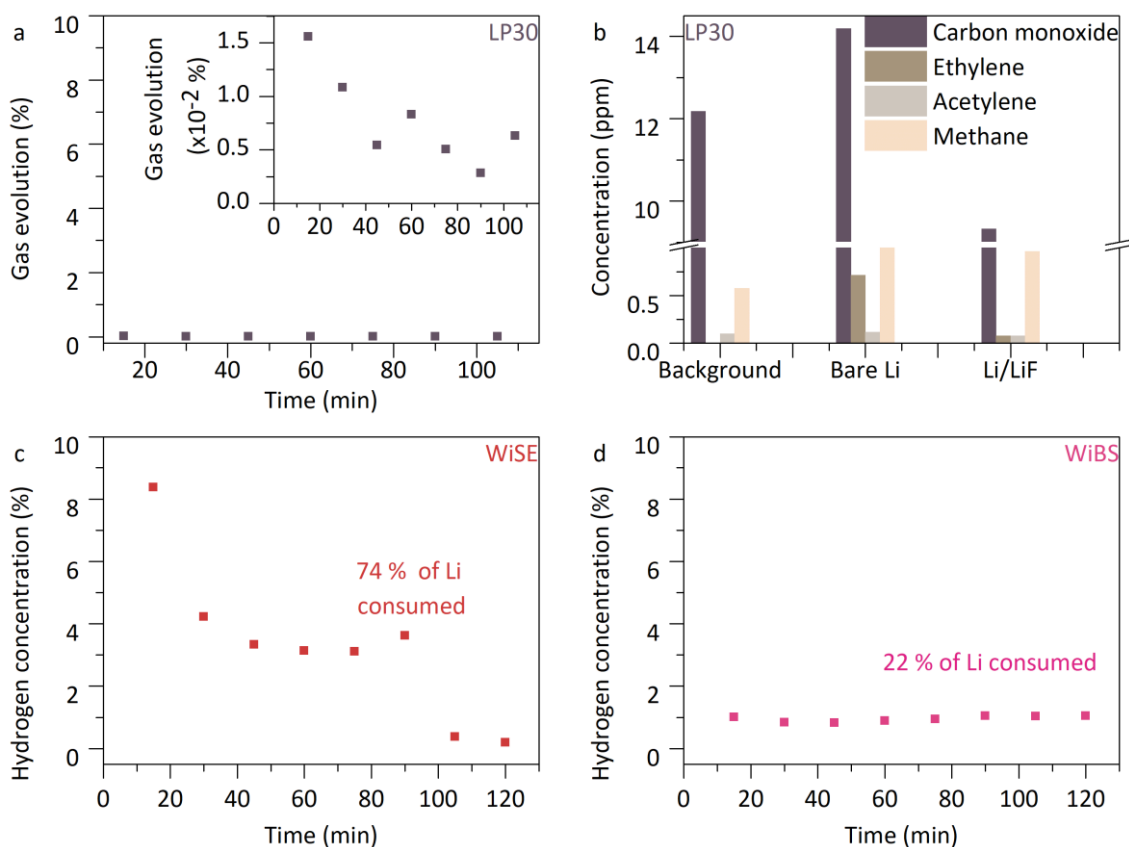 a
LP30
Gas evolution (%)
10
8
6
4
2
0
20
40
60
80
100
Time (min)
Gas evolution
(x10⁻² %)
1.5
1.0
0.5
0.0
0
20
40
60
80
100
b
LP30
Concentration (ppm)
14
12
10
0.5
0.0
Carbon monoxide
Ethylene
Acetylene
Methane
Background
Bare Li
Li/LiF
c
WiSE
Hydrogen concentration (%)
10
8
6
4
2
0
74 % of Li
consumed
0
20
40
60
80
100
120
Time (min)
d
WiBS
Hydrogen concentration (%)
10
8
6
4
2
0
22 % of Li consumed
0
20
40
60
80
100
120
Time (min)